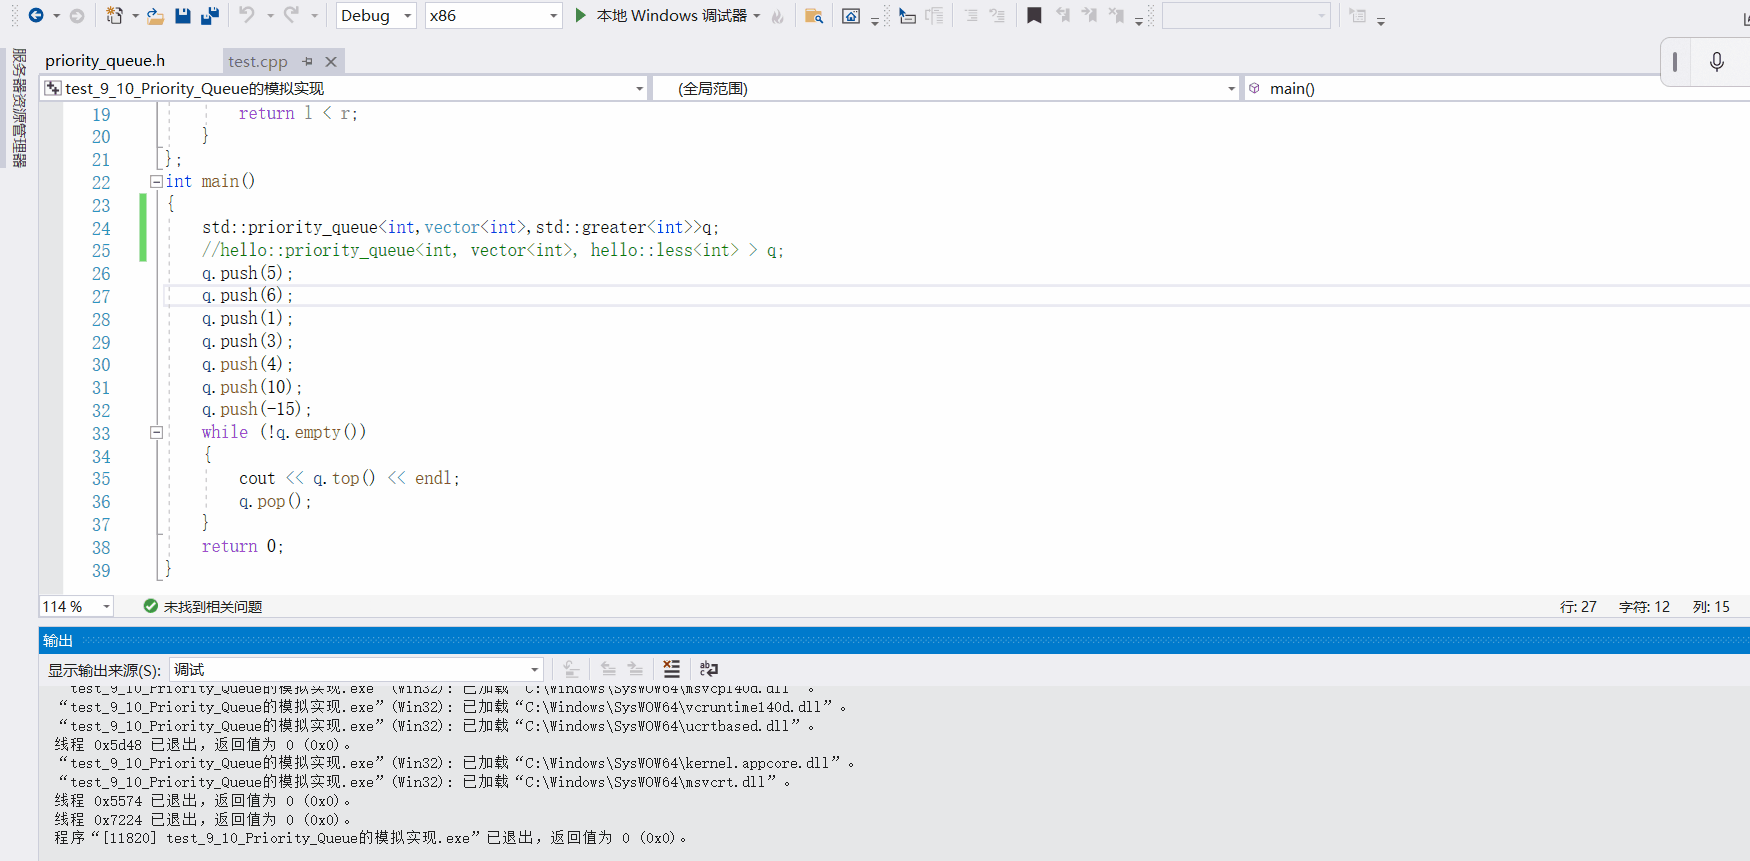 Debug x86 本地 Windows 调试器
服务器资源管理器
priority_queue.h test.cpp
test_9_10_Priority_Queue的模拟实现 (全局范围) main()
19 return l < r;
20 }
21 };
22 int main()
23 {
24 std::priority_queue<int,vector<int>,std::greater<int>>q;
25 //hello::priority_queue<int, vector<int>, hello::less<int> > q;
26 q.push(5);
27 q.push(6);
28 q.push(1);
29 q.push(3);
30 q.push(4);
31 q.push(10);
32 q.push(-15);
33 while (!q.empty())
34 {
35 cout << q.top() << endl;
36 q.pop();
37 }
38 return 0;
39 }
114 % 未找到相关问题 行: 27 字符: 12 列: 15
输出
显示输出来源(S): 调试
“test_9_10_Priority_Queue的模拟实现.exe”(Win32): 已加载“C:\Windows\SysWOW64\msvcp140d.dll”。
“test_9_10_Priority_Queue的模拟实现.exe”(Win32): 已加载“C:\Windows\SysWOW64\vcruntime140d.dll”。
“test_9_10_Priority_Queue的模拟实现.exe”(Win32): 已加载“C:\Windows\SysWOW64\ucrtbased.dll”。
线程 0x5d48 已退出，返回值为 0 (0x0)。
“test_9_10_Priority_Queue的模拟实现.exe”(Win32): 已加载“C:\Windows\SysWOW64\kernel.appcore.dll”。
“test_9_10_Priority_Queue的模拟实现.exe”(Win32): 已加载“C:\Windows\SysWOW64\msvcrt.dll”。
线程 0x5574 已退出，返回值为 0 (0x0)。
线程 0x7224 已退出，返回值为 0 (0x0)。
程序“[11820] test_9_10_Priority_Queue的模拟实现.exe”已退出，返回值为 0 (0x0)。